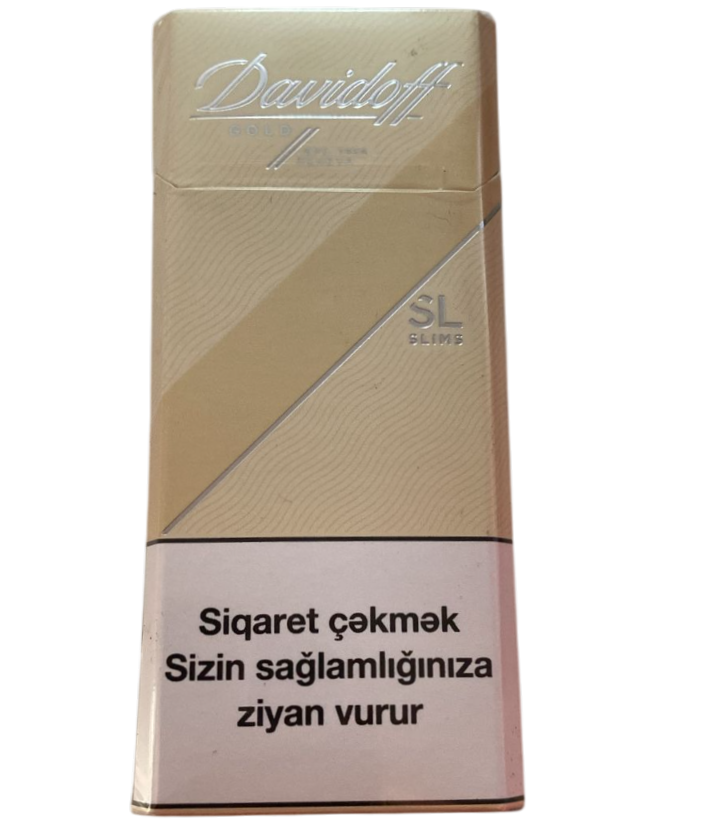 Davidoff
GOLD
SL
SLIMS
Siqaret çəkmək
Sizin sağlamlığınıza
ziyan vurur